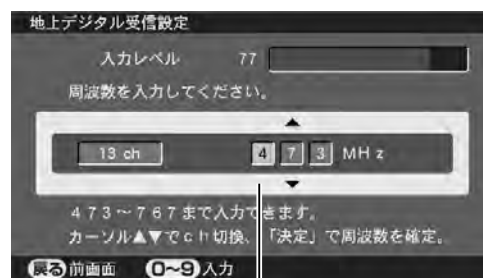 地上デジタル受信設定
入力レベル 77
周波数を入力してください。
13 ch 4 7 3 MHz
473〜767まで入力できます。
カーソル▲▼でch切換、「決定」で周波数を確定。
戻る 前画面 0~9 入力